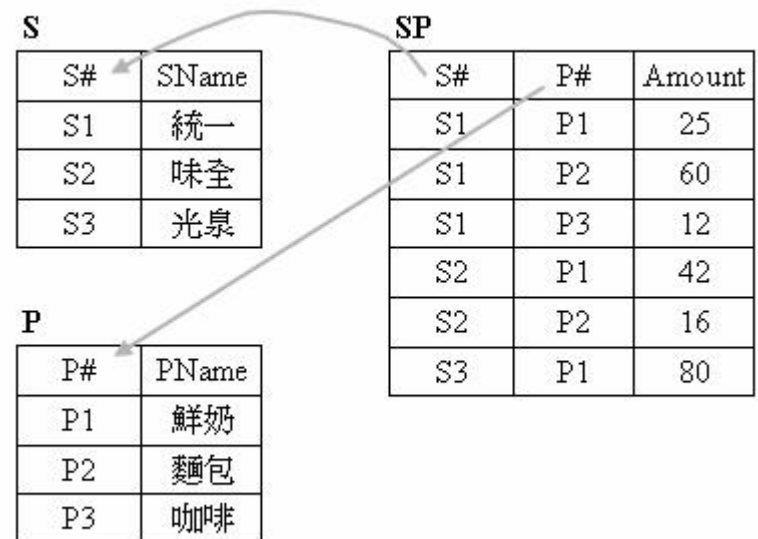 S
S# SName
S1 統一
S2 味全
S3 光泉
P
P# PName
P1 鮮奶
P2 麵包
P3 咖啡
SP
S# P# Amount
S1 P1 25
S1 P2 60
S1 P3 12
S2 P1 42
S2 P2 16
S3 P1 80